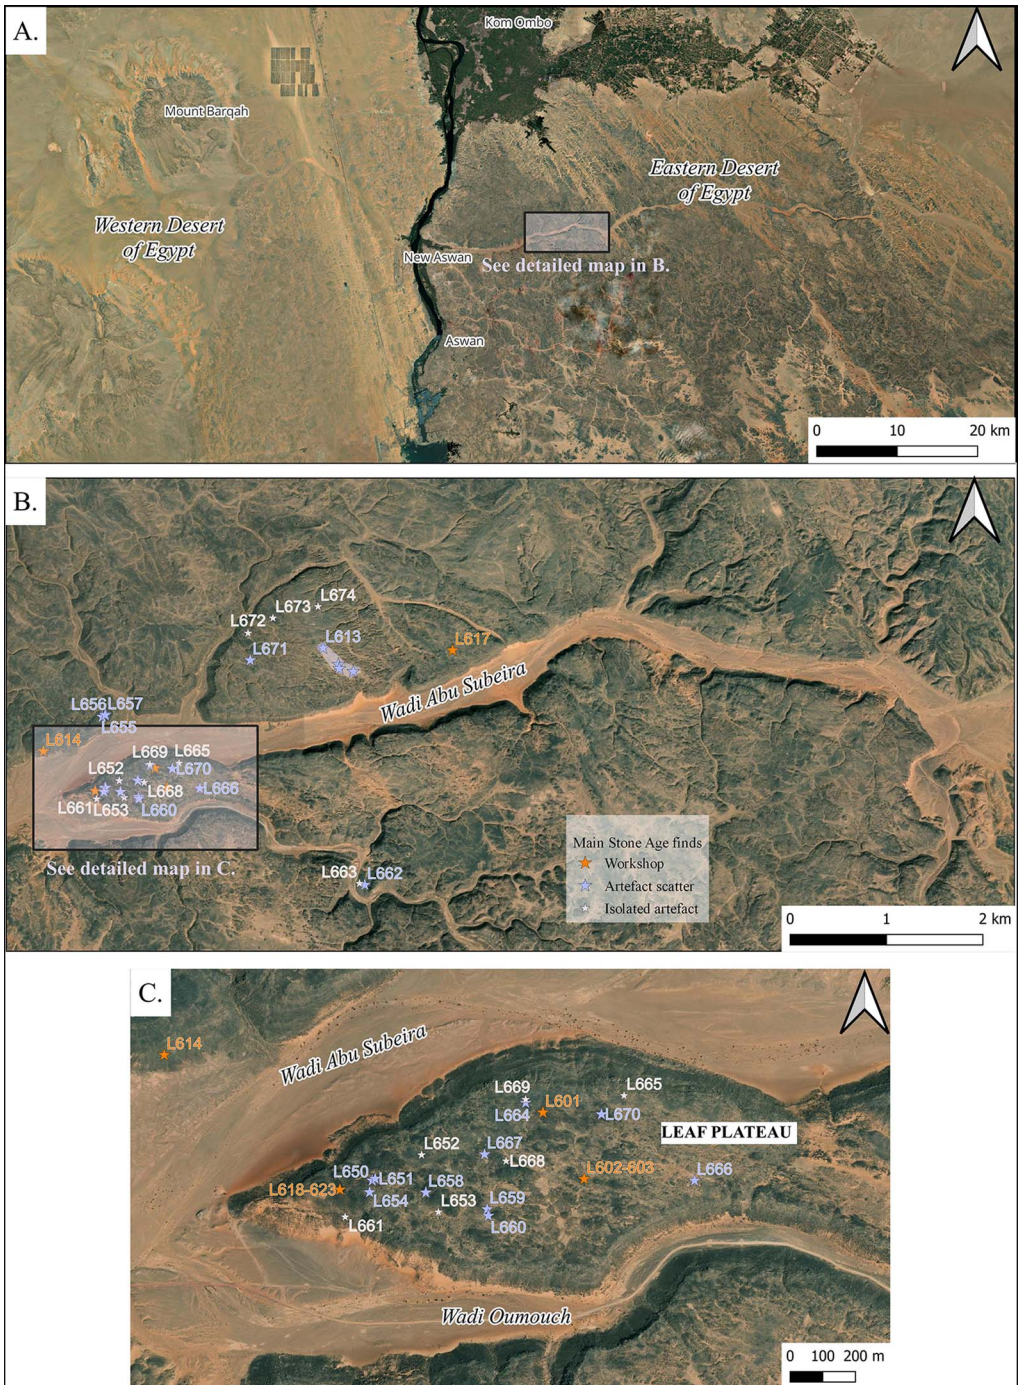 A.
Kom Ombo
Mount Barqah
Eastern Desert
of Egypt
Western Desert
of Egypt
New Aswan
See detailed map in B.
Aswan
0 10 20 km
B.
L674
L673
L672
L613
L671
L617
Wadi Abu Subeira
L656
L657
L655
L614
L669
L665
L652
L670
L668
L666
L661
L653
L660
See detailed map in C.
L663
L662
Main Stone Age finds
Workshop
Artefact scatter
Isolated artefact
0 1 2 km
C.
L614
Wadi Abu Subeira
L669
L665
L664
L601
L670
LEAF PLATEAU
L652
L667
L668
L602-603
L666
L650
L651
L618-623
L654
L658
L653
L659
L661
L660
Wadi Oumouch
0 100 200 m